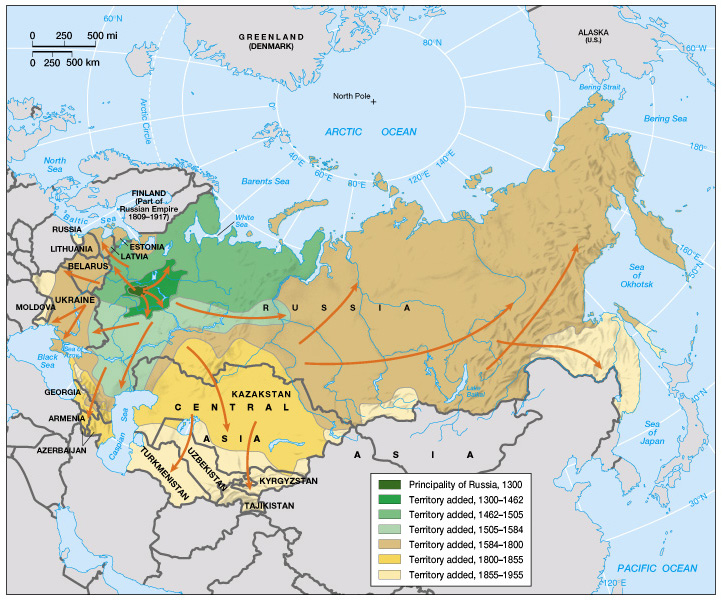 60°N
0 250 500 mi
0 250 500 km
GREENLAND
(DENMARK)
80°N
ALASKA
(U.S.)
160°W
Bering Strait
North Pole
Arctic Circle
ARCTIC OCEAN
Bering Sea
180°
North
Sea
Barents Sea
40°E
60°E
80°E
120°E
140°E
FINLAND
(Part of
Russian Empire
1809–1917)
White
Sea
Baltic Sea
RUSSIA
ESTONIA
LATVIA
LITHUANIA
BELARUS
160°E
50°N
Sea
of
Okhotsk
MOLDOVA
UKRAINE
RUSSIA
Black
Sea
Sea of
Azov
GEORGIA
ARMENIA
AZERBAIJAN
Caspian Sea
KAZAKSTAN
CENTRAL
ASIA
Lake
Baikal
TURKMENISTAN
UZBEKISTAN
KYRGYZSTAN
TAJIKISTAN
ASIA
Sea
of
Japan
40°N
30°N
Principality of Russia, 1300
Territory added, 1300–1462
Territory added, 1462–1505
Territory added, 1505–1584
Territory added, 1584–1800
Territory added, 1800–1855
Territory added, 1855–1955
PACIFIC OCEAN
120°E